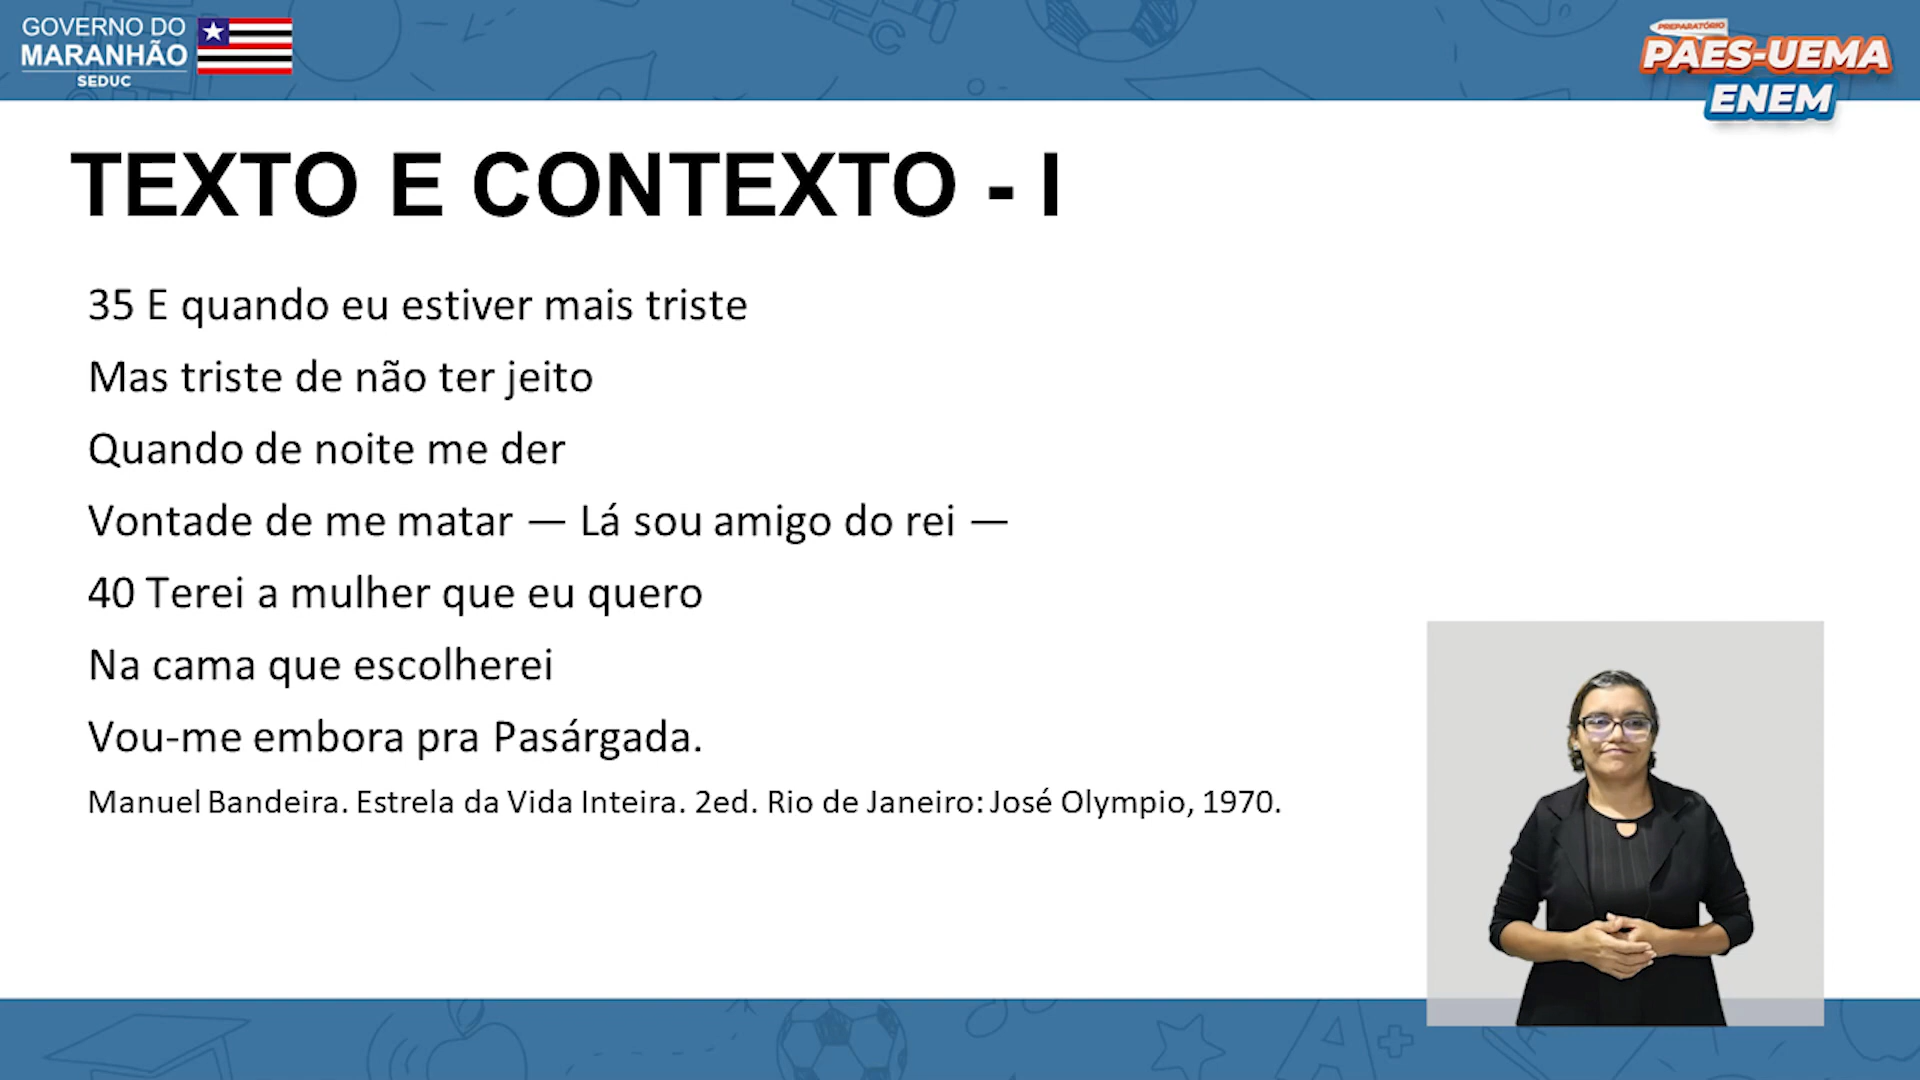 GOVERNO DO
MARANHÃO
SEDUC
PREPARATÓRIO
PAES-UEMA
ENEM
TEXTO E CONTEXTO - I
35 E quando eu estiver mais triste
Mas triste de não ter jeito
Quando de noite me der
Vontade de me matar — Lá sou amigo do rei —
40 Terei a mulher que eu quero
Na cama que escolherei
Vou-me embora pra Pasárgada.
Manuel Bandeira. Estrela da Vida Inteira. 2ed. Rio de Janeiro: José Olympio, 1970.